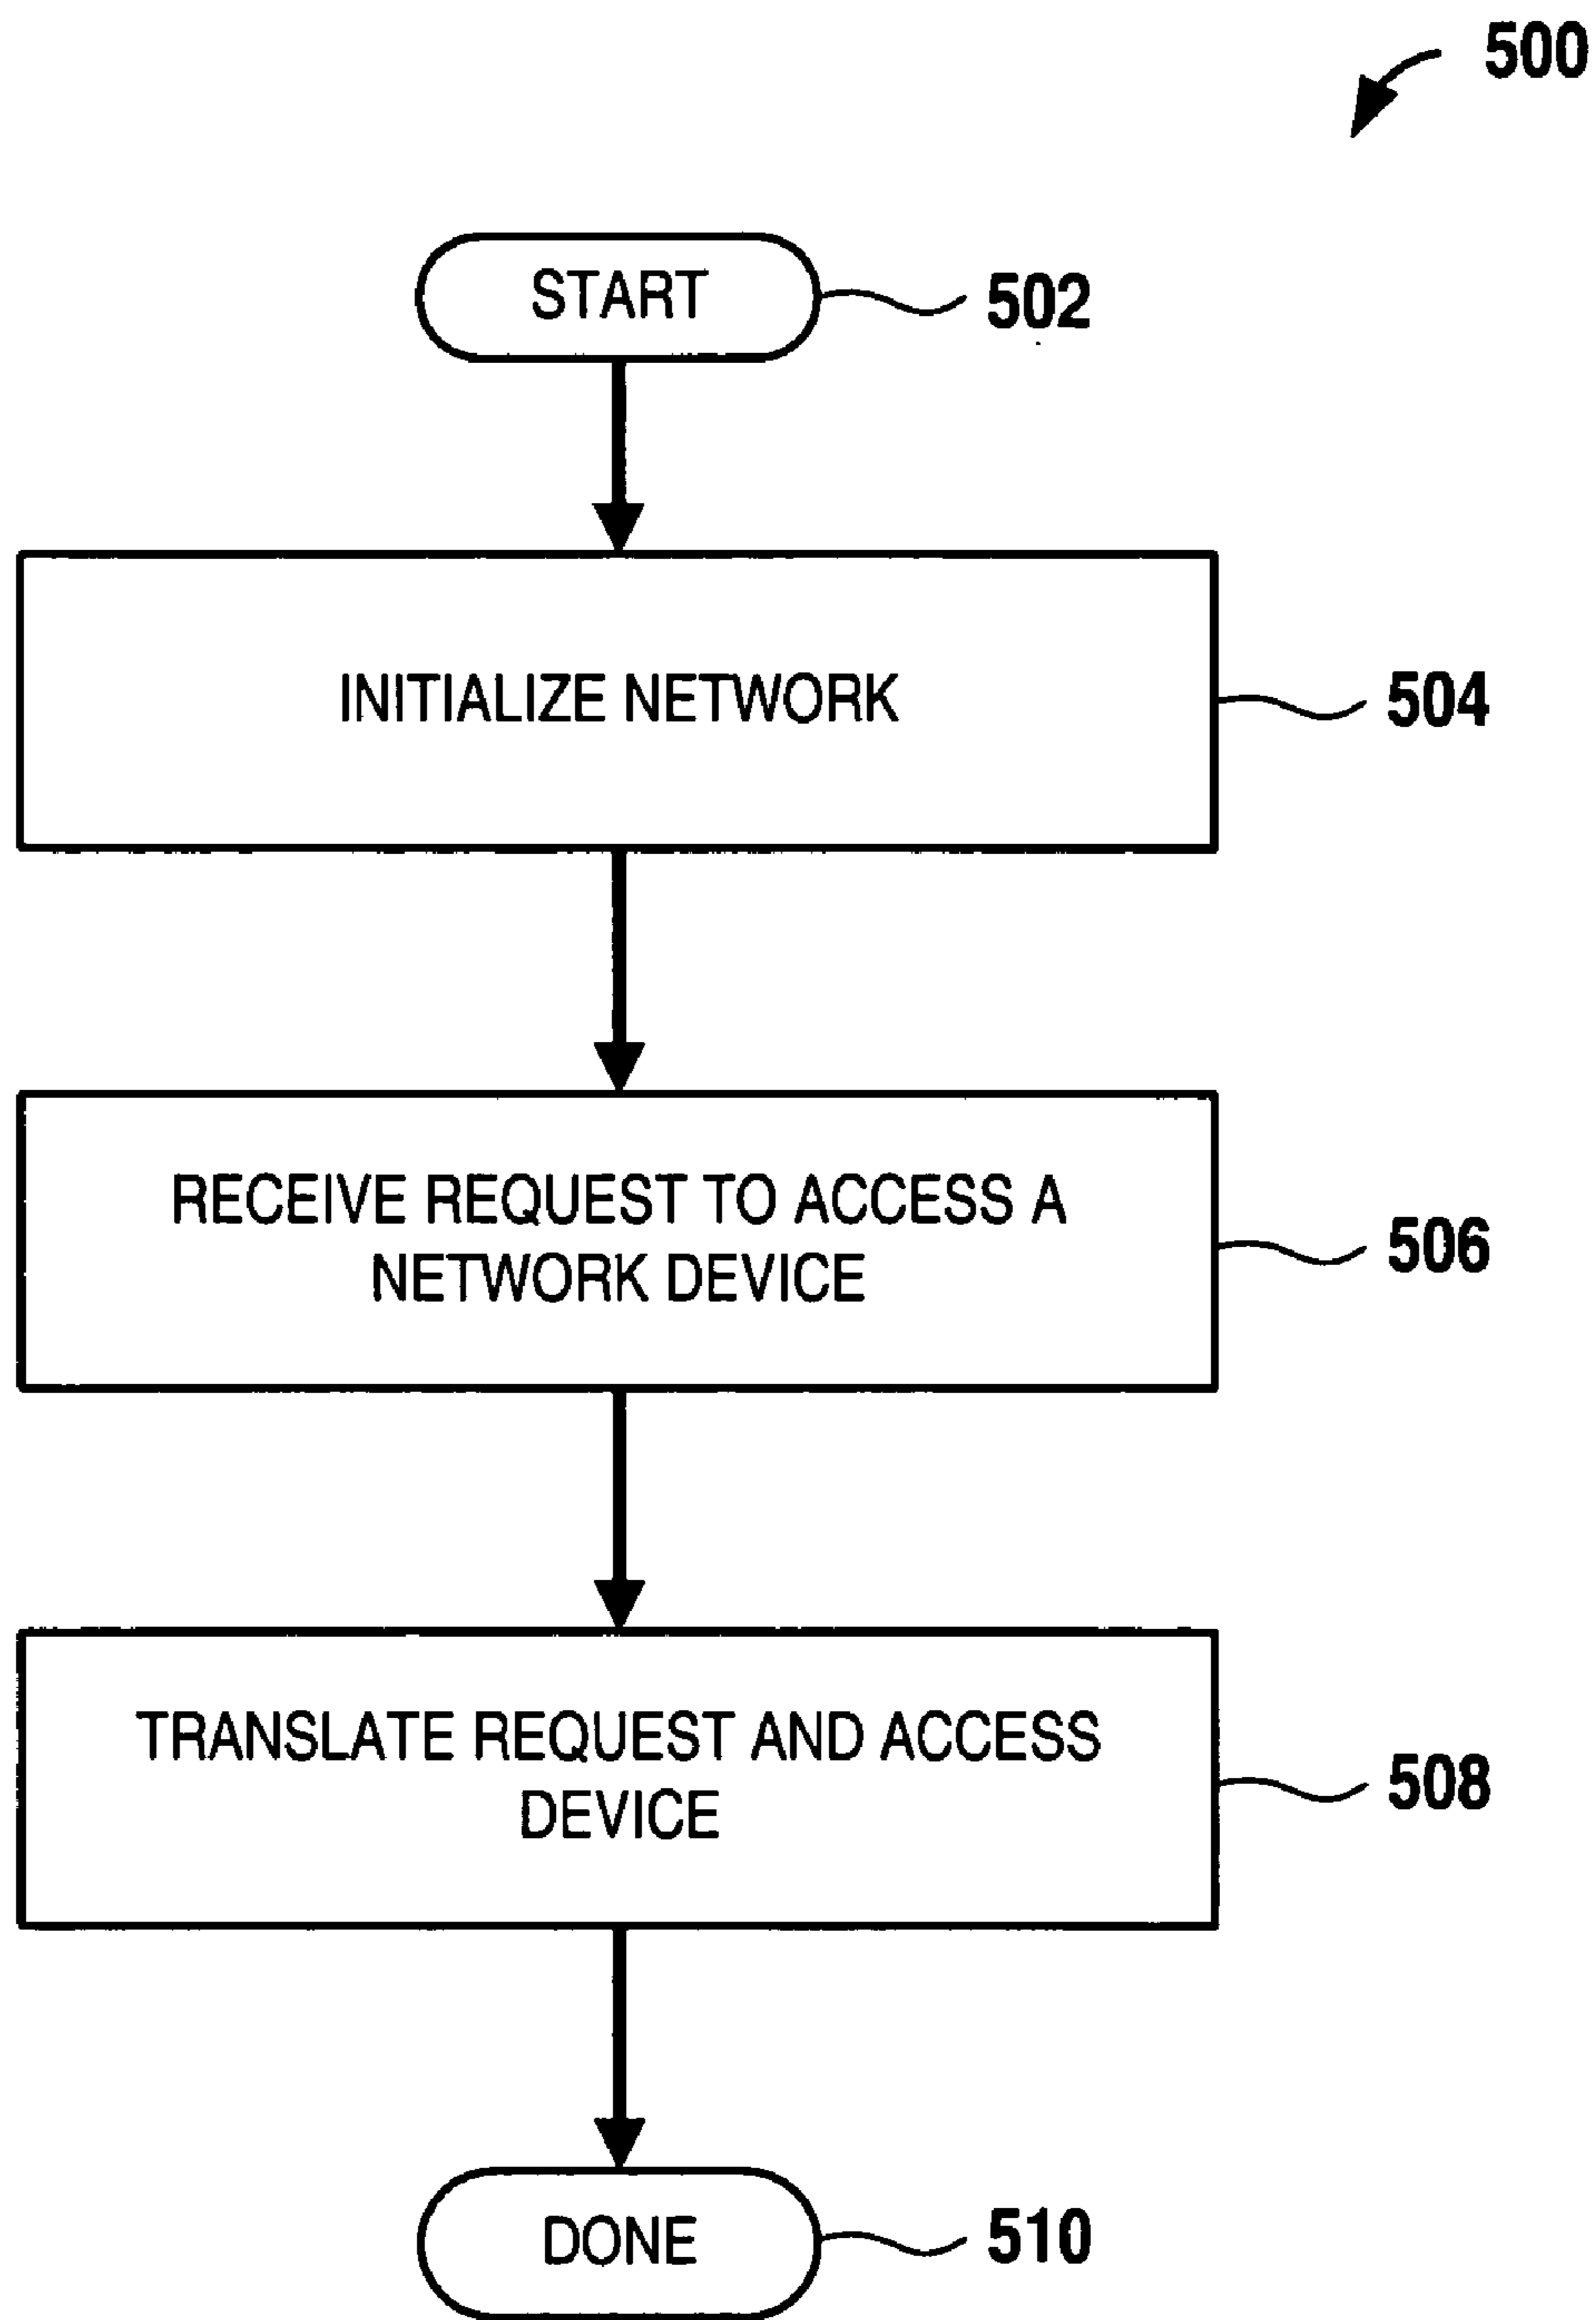 500
START
502
INITIALIZE NETWORK
504
RECEIVE REQUEST TO ACCESS A
NETWORK DEVICE
506
TRANSLATE REQUEST AND ACCESS
DEVICE
508
DONE
510